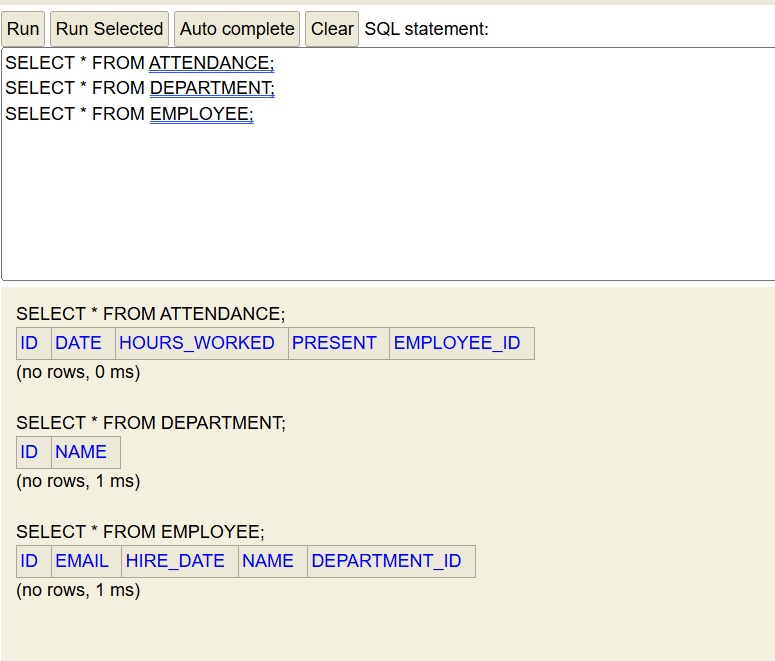 Run Run Selected Auto complete Clear SQL statement:
SELECT * FROM ATTENDANCE;
SELECT * FROM DEPARTMENT;
SELECT * FROM EMPLOYEE;
SELECT * FROM ATTENDANCE;
ID DATE HOURS_WORKED PRESENT EMPLOYEE_ID
(no rows, 0 ms)
SELECT * FROM DEPARTMENT;
ID NAME
(no rows, 1 ms)
SELECT * FROM EMPLOYEE;
ID EMAIL HIRE_DATE NAME DEPARTMENT_ID
(no rows, 1 ms)